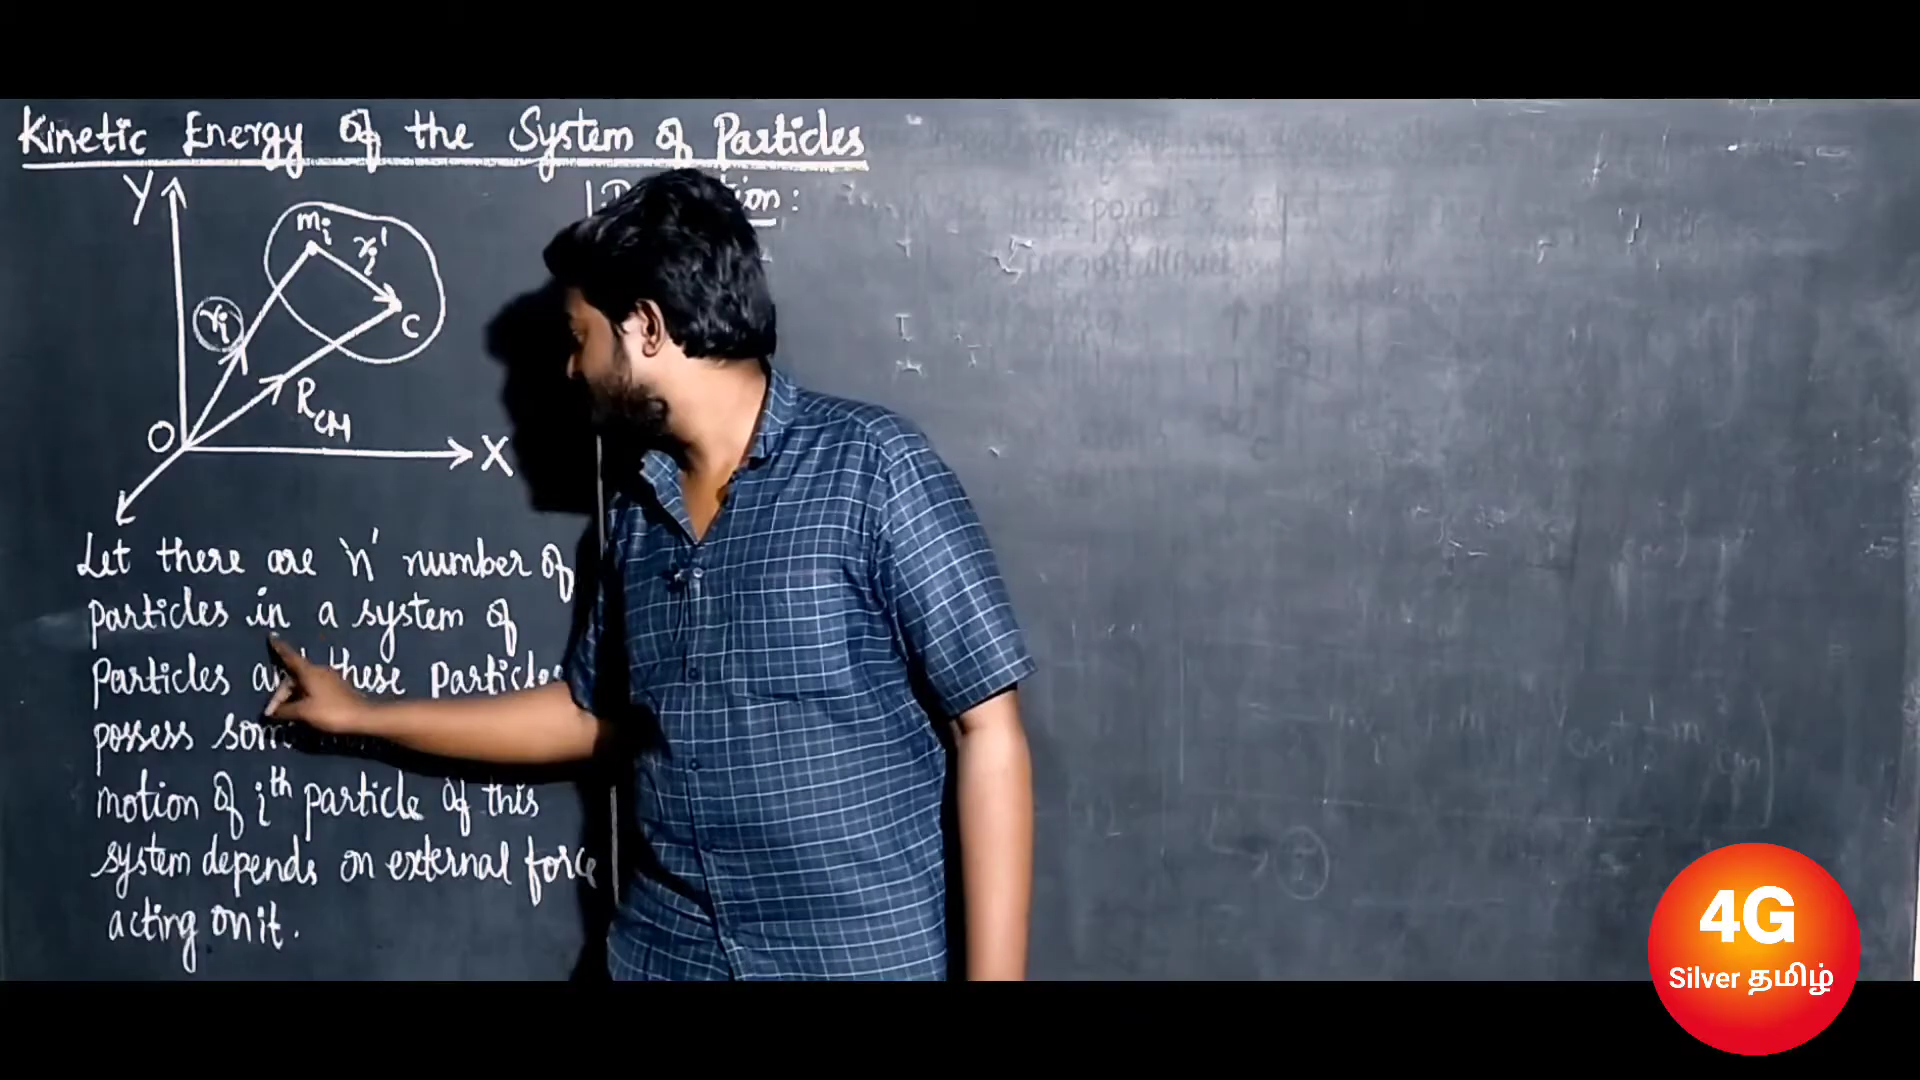 Kinetic Energy of the System of Particles
Y
mi
ri'
ri
C
RCM
O
X
Let there are 'n' number of
particles in a system of
Particles and these Particles
possess
motion of ith particle of this
system depends on external force
acting on it.
4G
Silver தமிழ்